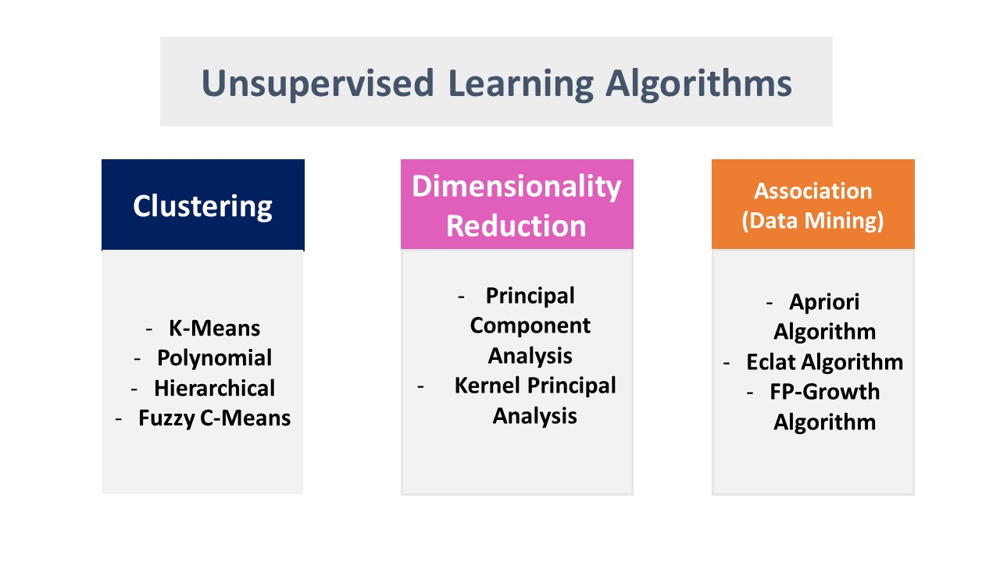 Unsupervised Learning Algorithms
Clustering
- K-Means
- Polynomial
- Hierarchical
- Fuzzy C-Means
Dimensionality
Reduction
- Principal
Component
Analysis
- Kernel Principal
Analysis
Association
(Data Mining)
- Apriori
Algorithm
- Eclat Algorithm
- FP-Growth
Algorithm